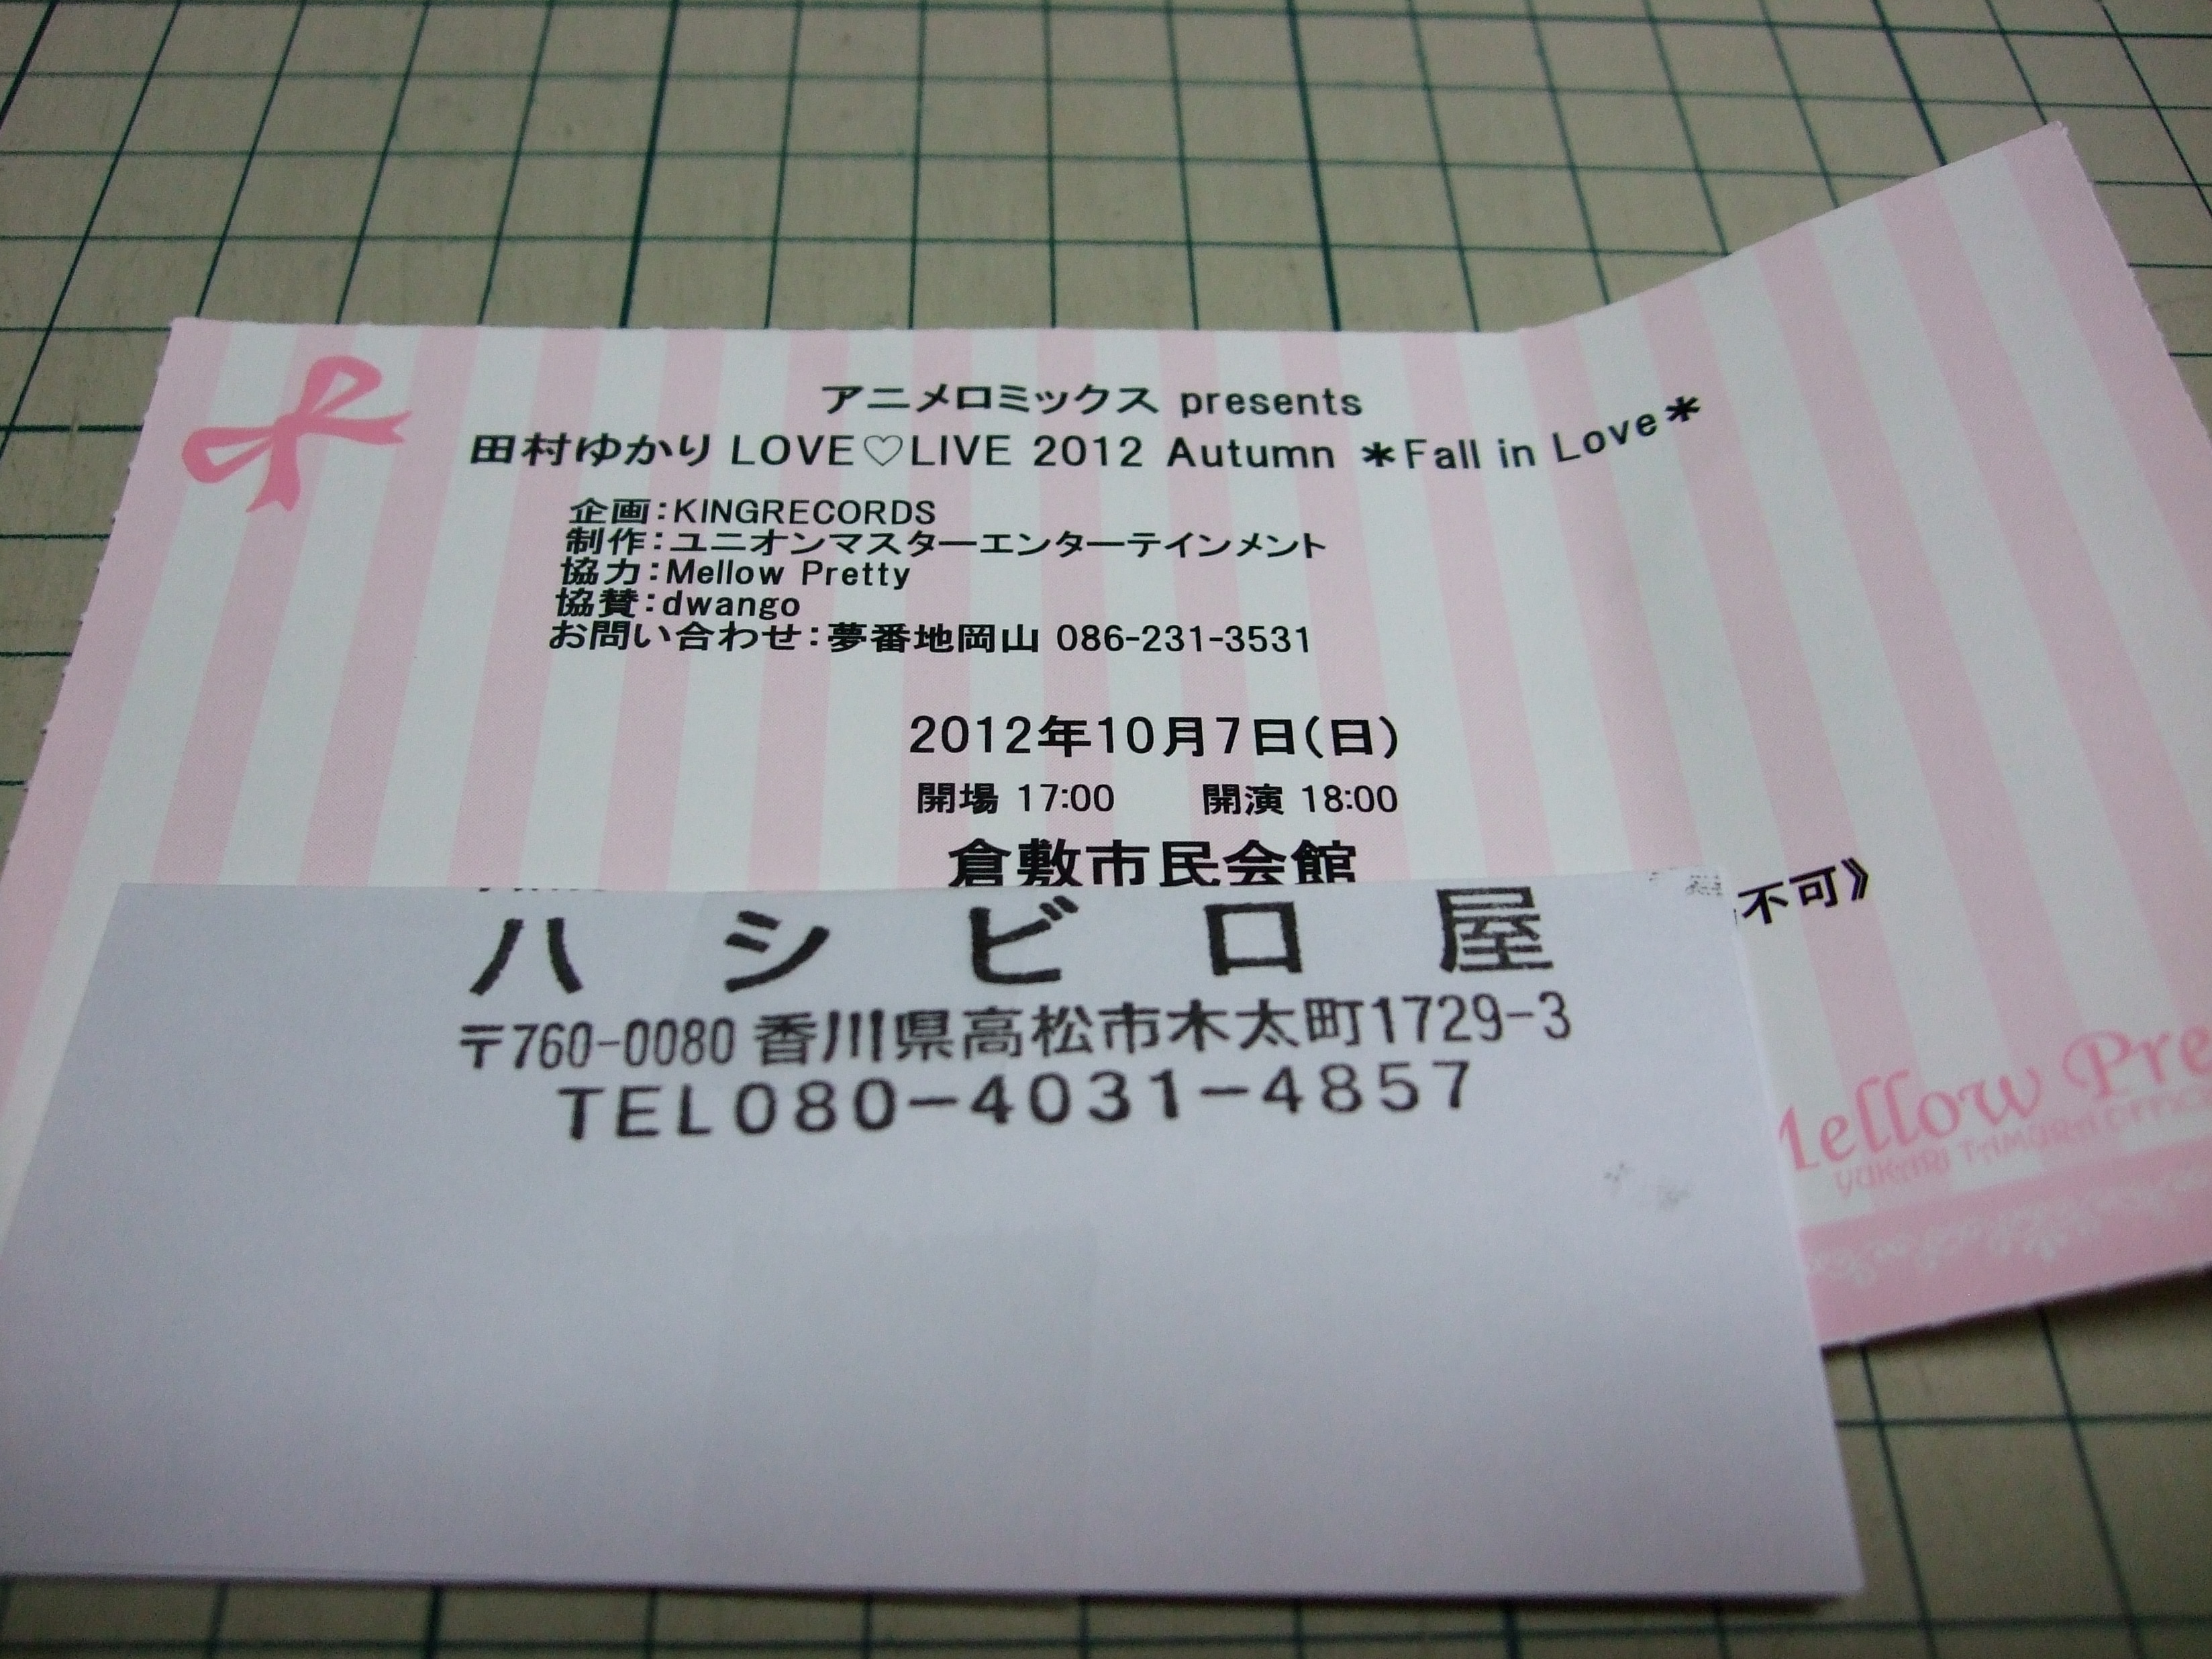 アニメロミックス presents
田村ゆかり LOVE♡LIVE 2012 Autumn ＊Fall in Love＊
企画：KINGRECORDS
制作：ユニオンマスターエンターテインメント
協力：Mellow Pretty
協賛：dwango
お問い合わせ：夢番地岡山 086-231-3531
2012年10月7日(日)
開場 17:00 開演 18:00
倉敷市民会館
不可》
ハシビロ屋
〒760-0080 香川県高松市木太町1729-3
TEL080-4031-4857
Mellow Pre
YUKARI TAMURA